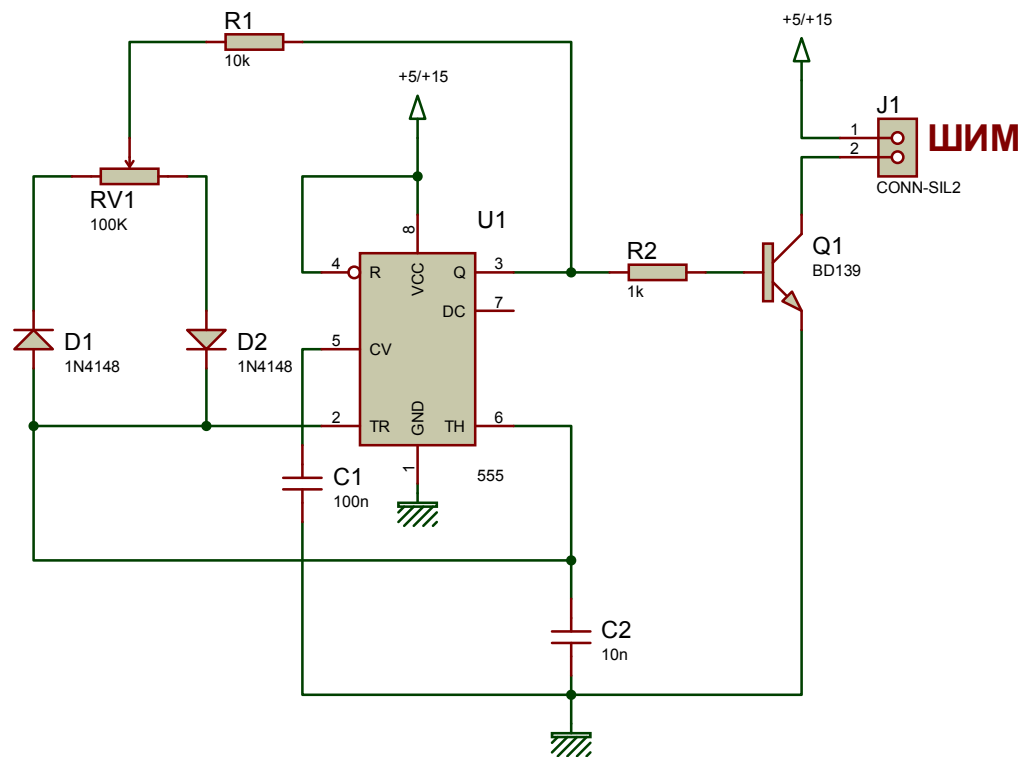 R1
10k
+5/+15
+5/+15
J1
1
2
ШИМ
CONN-SIL2
RV1
100K
U1
8
VCC
4
R
Q
3
DC
7
R2
1k
Q1
BD139
D1
1N4148
D2
1N4148
5
CV
2
TR
GND
TH
6
1
555
C1
100n
C2
10n